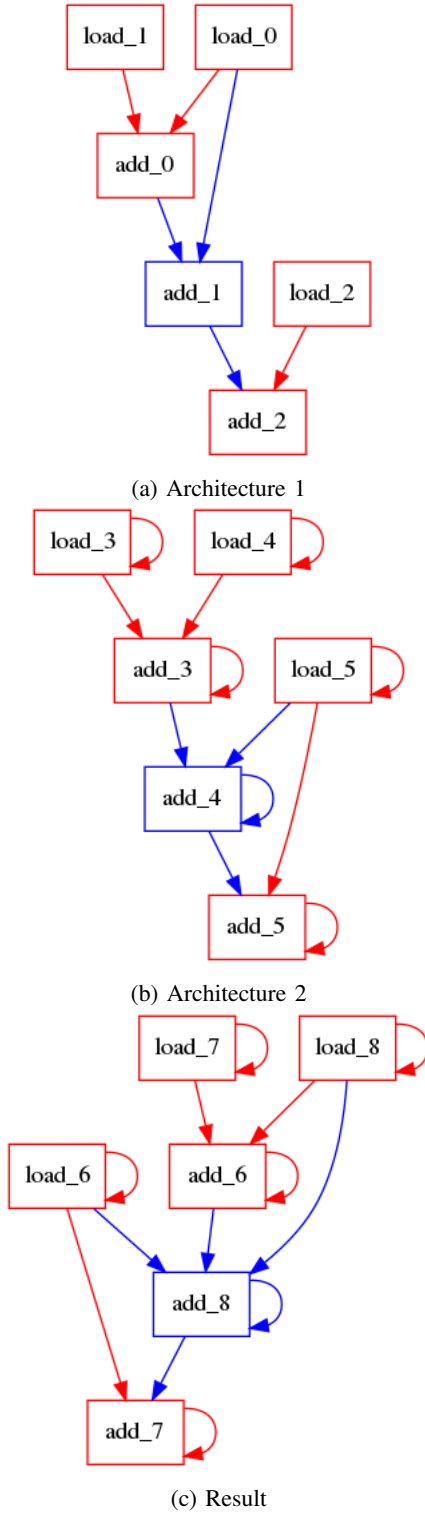 load_1 load_0
add_0
add_1 load_2
add_2
(a) Architecture 1
load_3 load_4
add_3 load_5
add_4
add_5
(b) Architecture 2
load_7 load_8
load_6 add_6
add_8
add_7
(c) Result